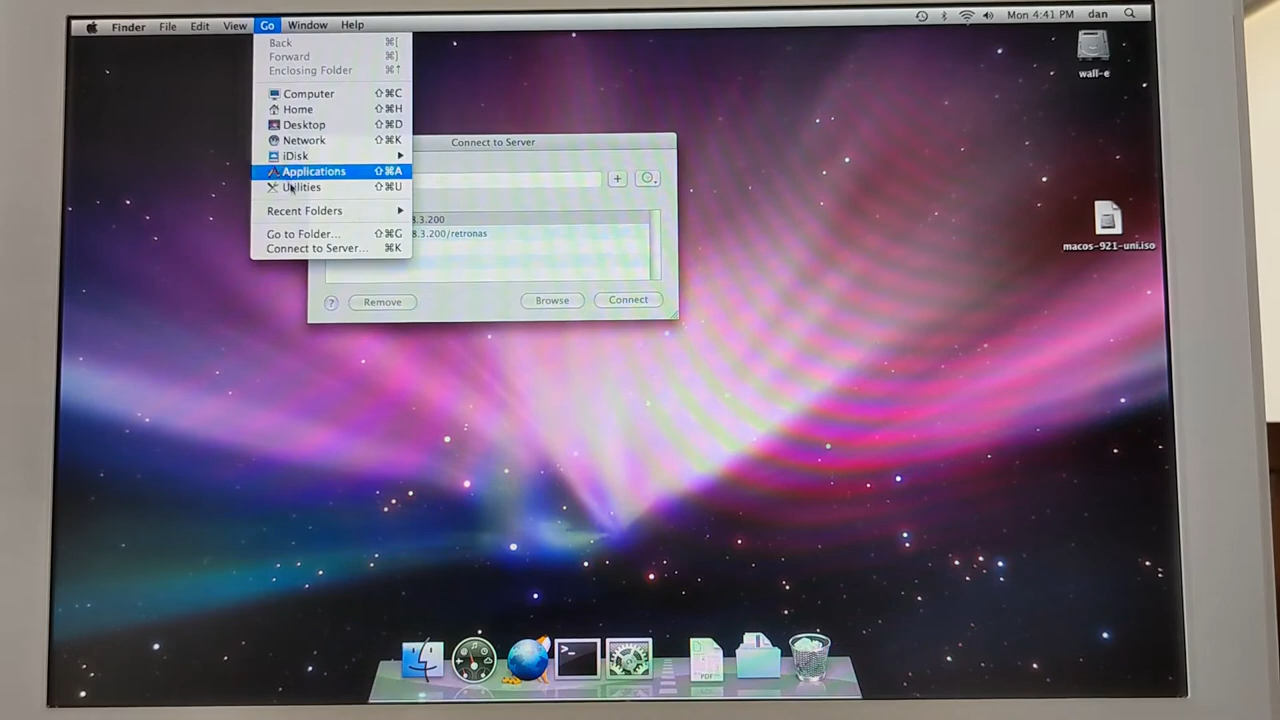 Finder File Edit View Go Window Help Mon 4:41 PM dan
Back ⌘[
Forward ⌘]
Enclosing Folder ⌘↑
Computer ⇧⌘C
Home ⇧⌘H
Desktop ⇧⌘D
Network ⇧⌘K
iDisk
Applications ⇧⌘A
Utilities ⇧⌘U
Recent Folders
Go to Folder... ⇧⌘G
Connect to Server... ⌘K
Connect to Server
+
3.200
8.3.200/retronas
? Remove Browse Connect
wall-e
macos-921-uni.iso
>_
PDF